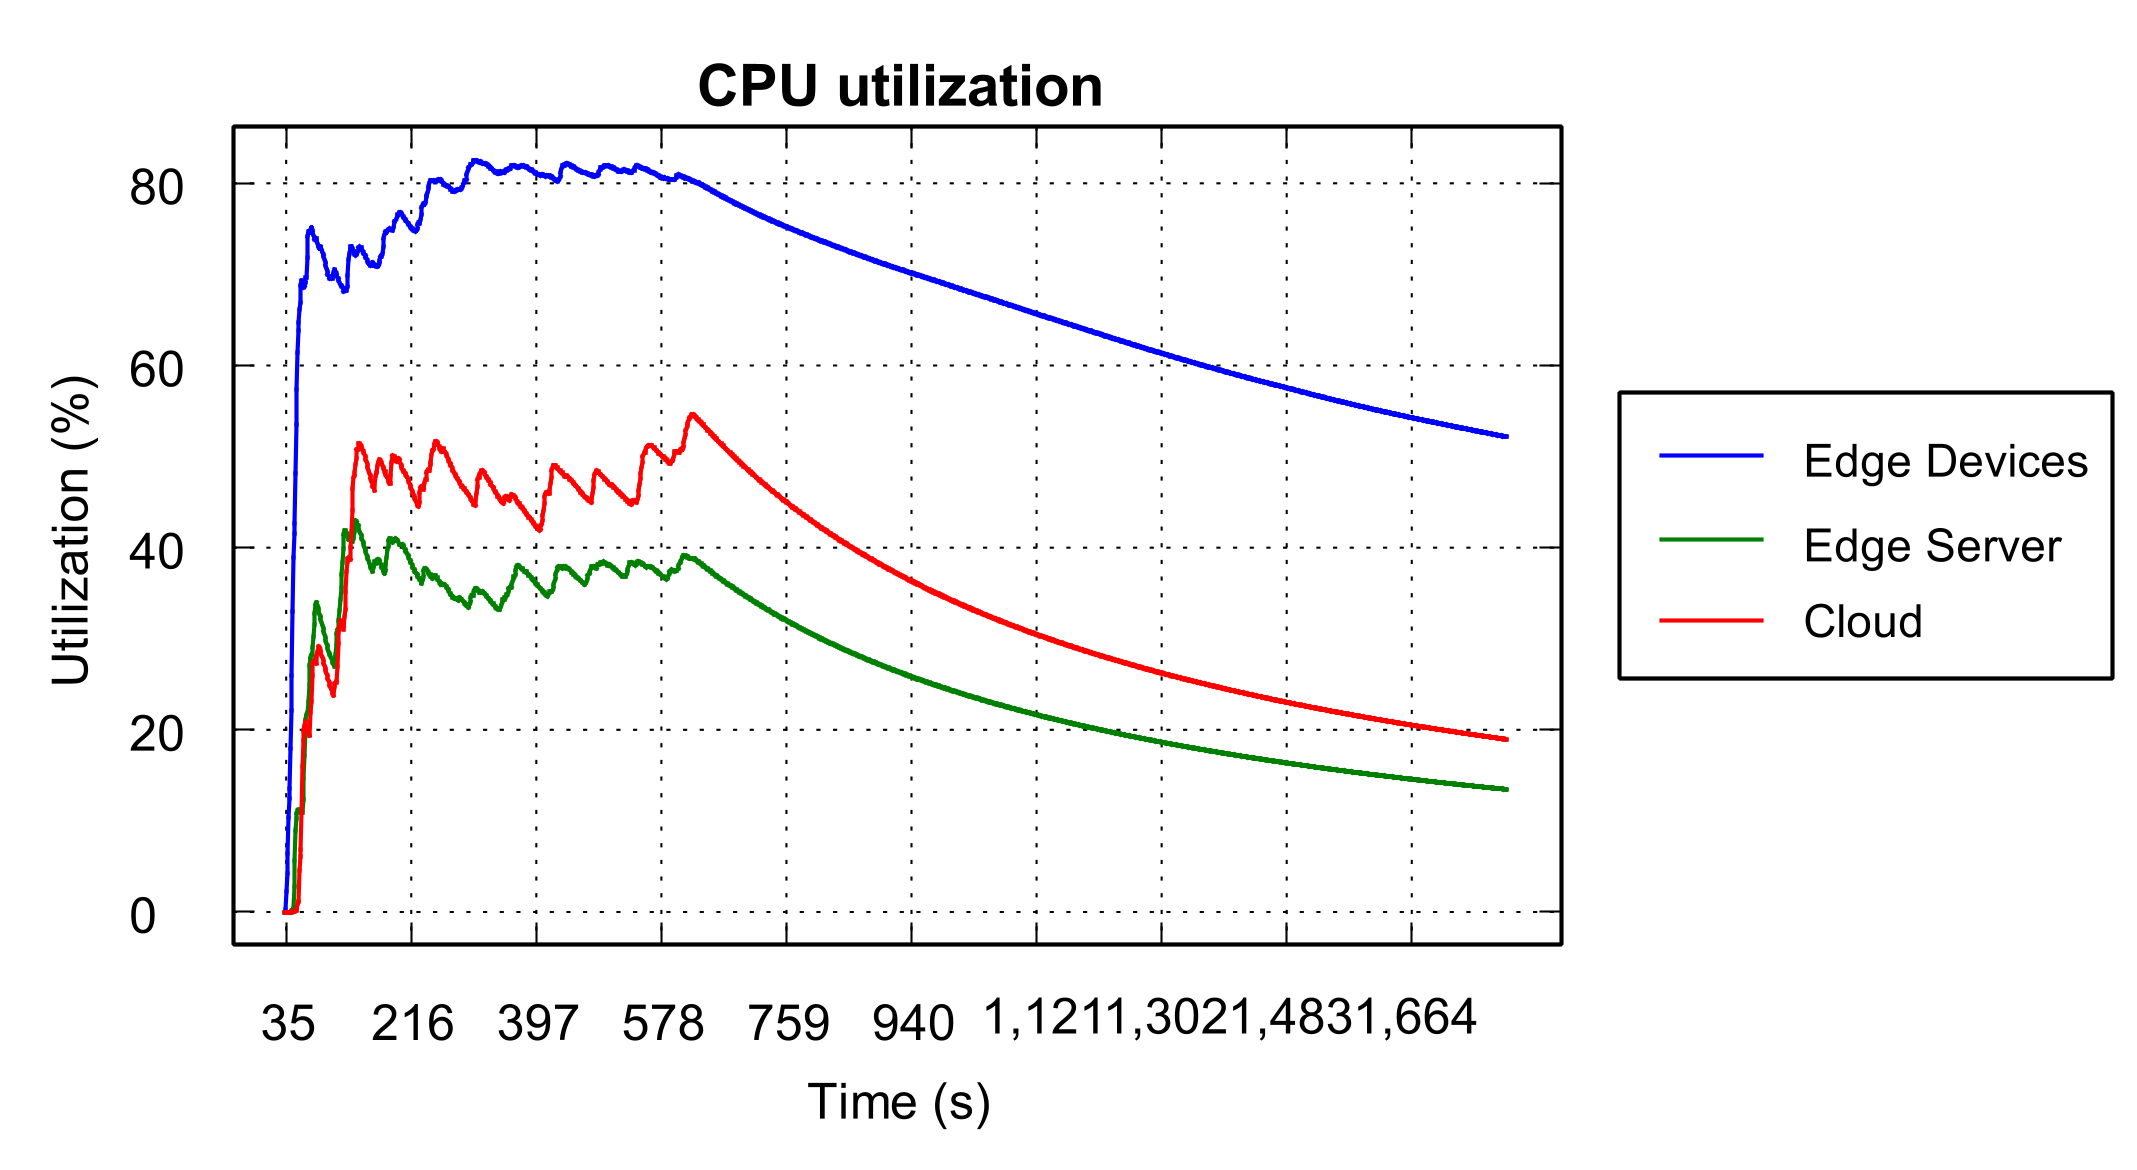 CPU utilization
80
60
40
20
0
Utilization (%)
35 216 397 578 759 940 1,1211,3021,4831,664
Time (s)
Edge Devices
Edge Server
Cloud